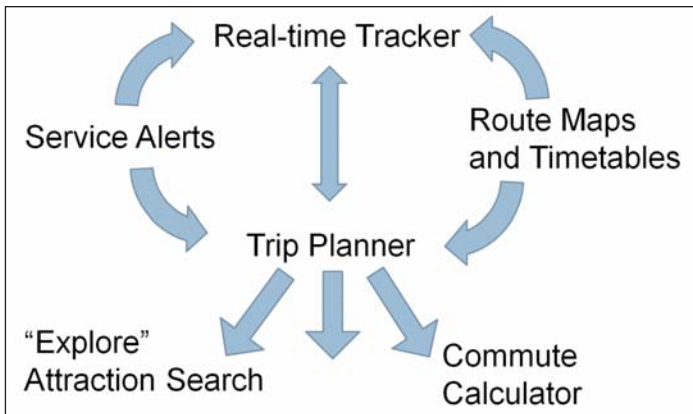 Real-time Tracker
Service Alerts
Route Maps
and Timetables
Trip Planner
“Explore”
Attraction Search
Commute
Calculator